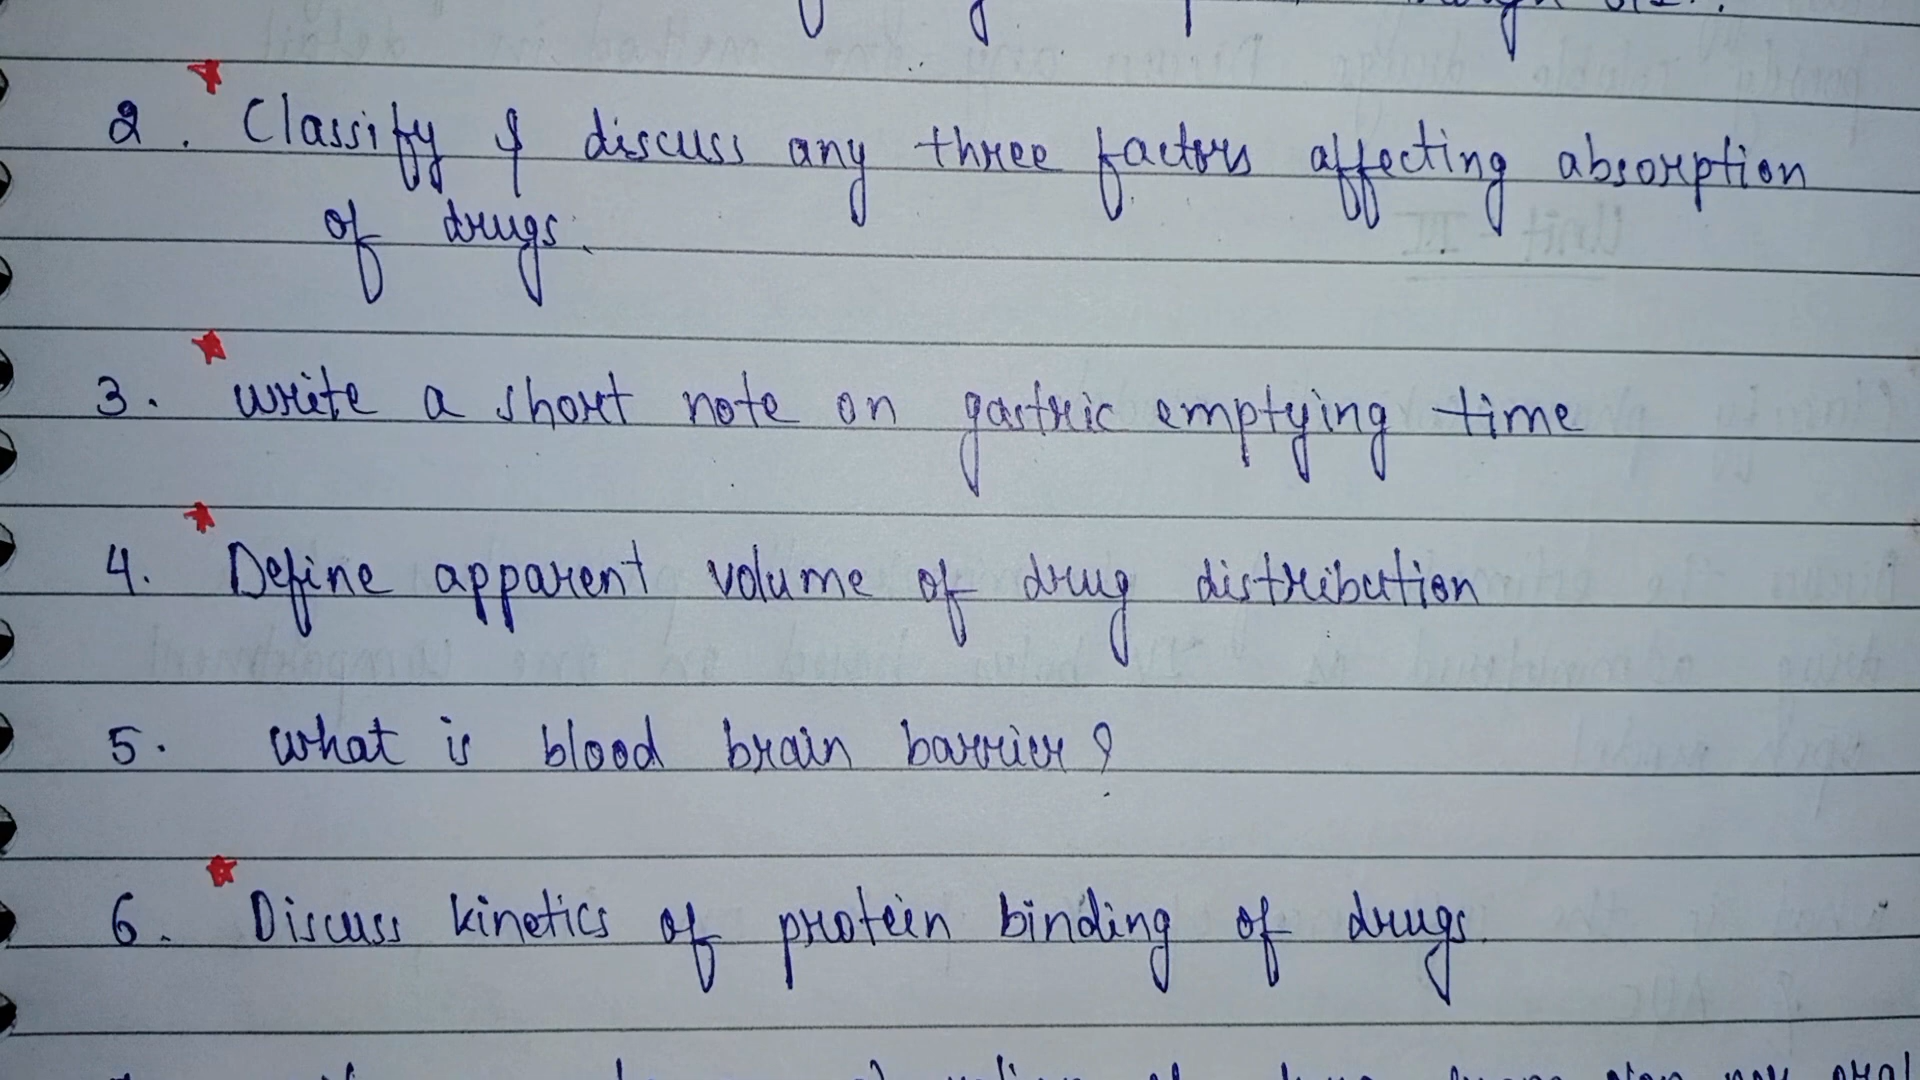 2. Classify & discuss any three factors affecting absorption
of drugs.
3. write a short note on gastric emptying time
4. Define apparent volume of drug distribution
5. What is blood brain barrier?
6. Discuss kinetics of protein binding of drugs.